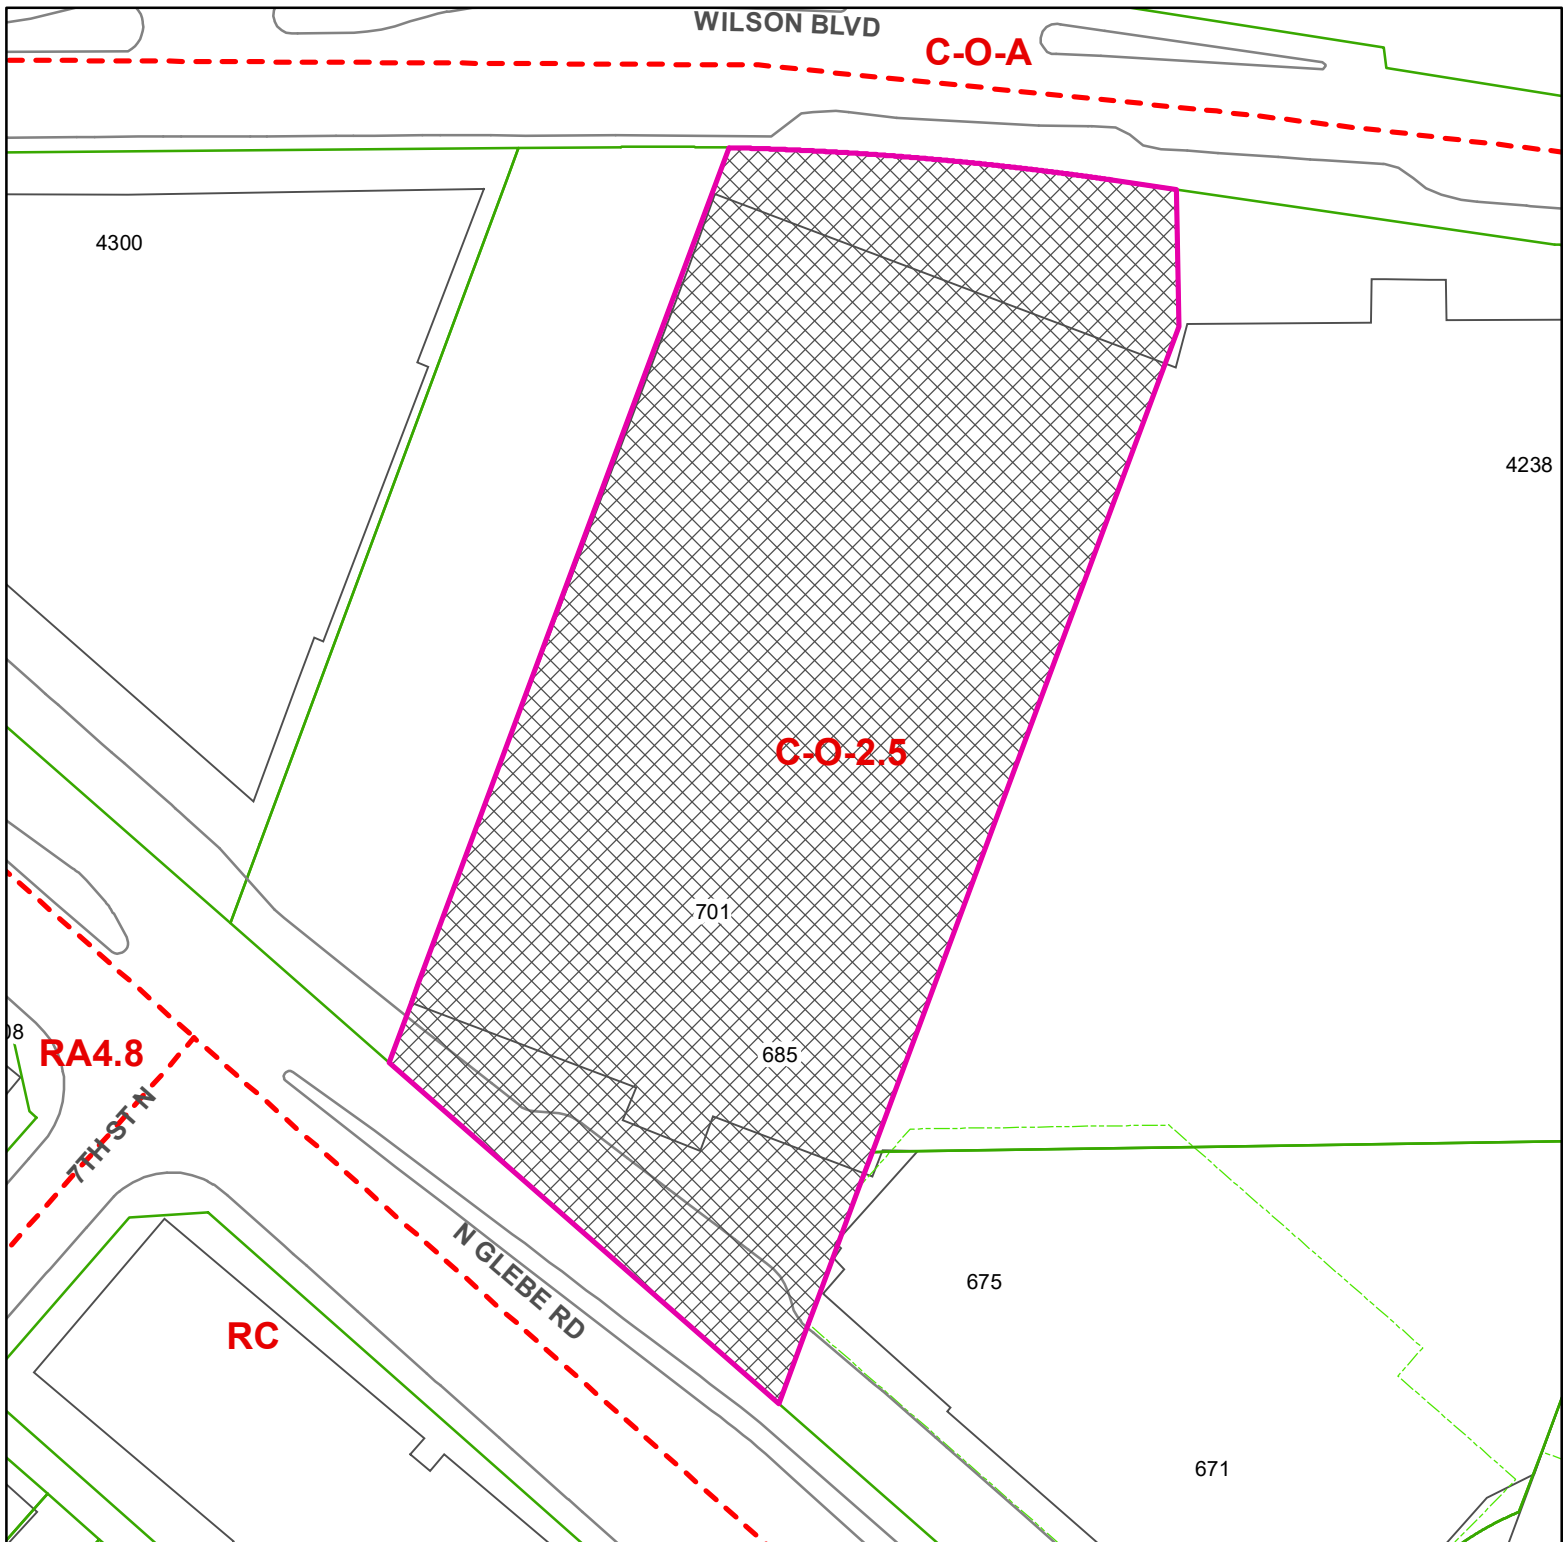 WILSON BLVD
C-O-A
4300
4238
C-O-2.5
701
08
RA4.8
685
7TH ST N
N GLEBE RD
675
RC
671